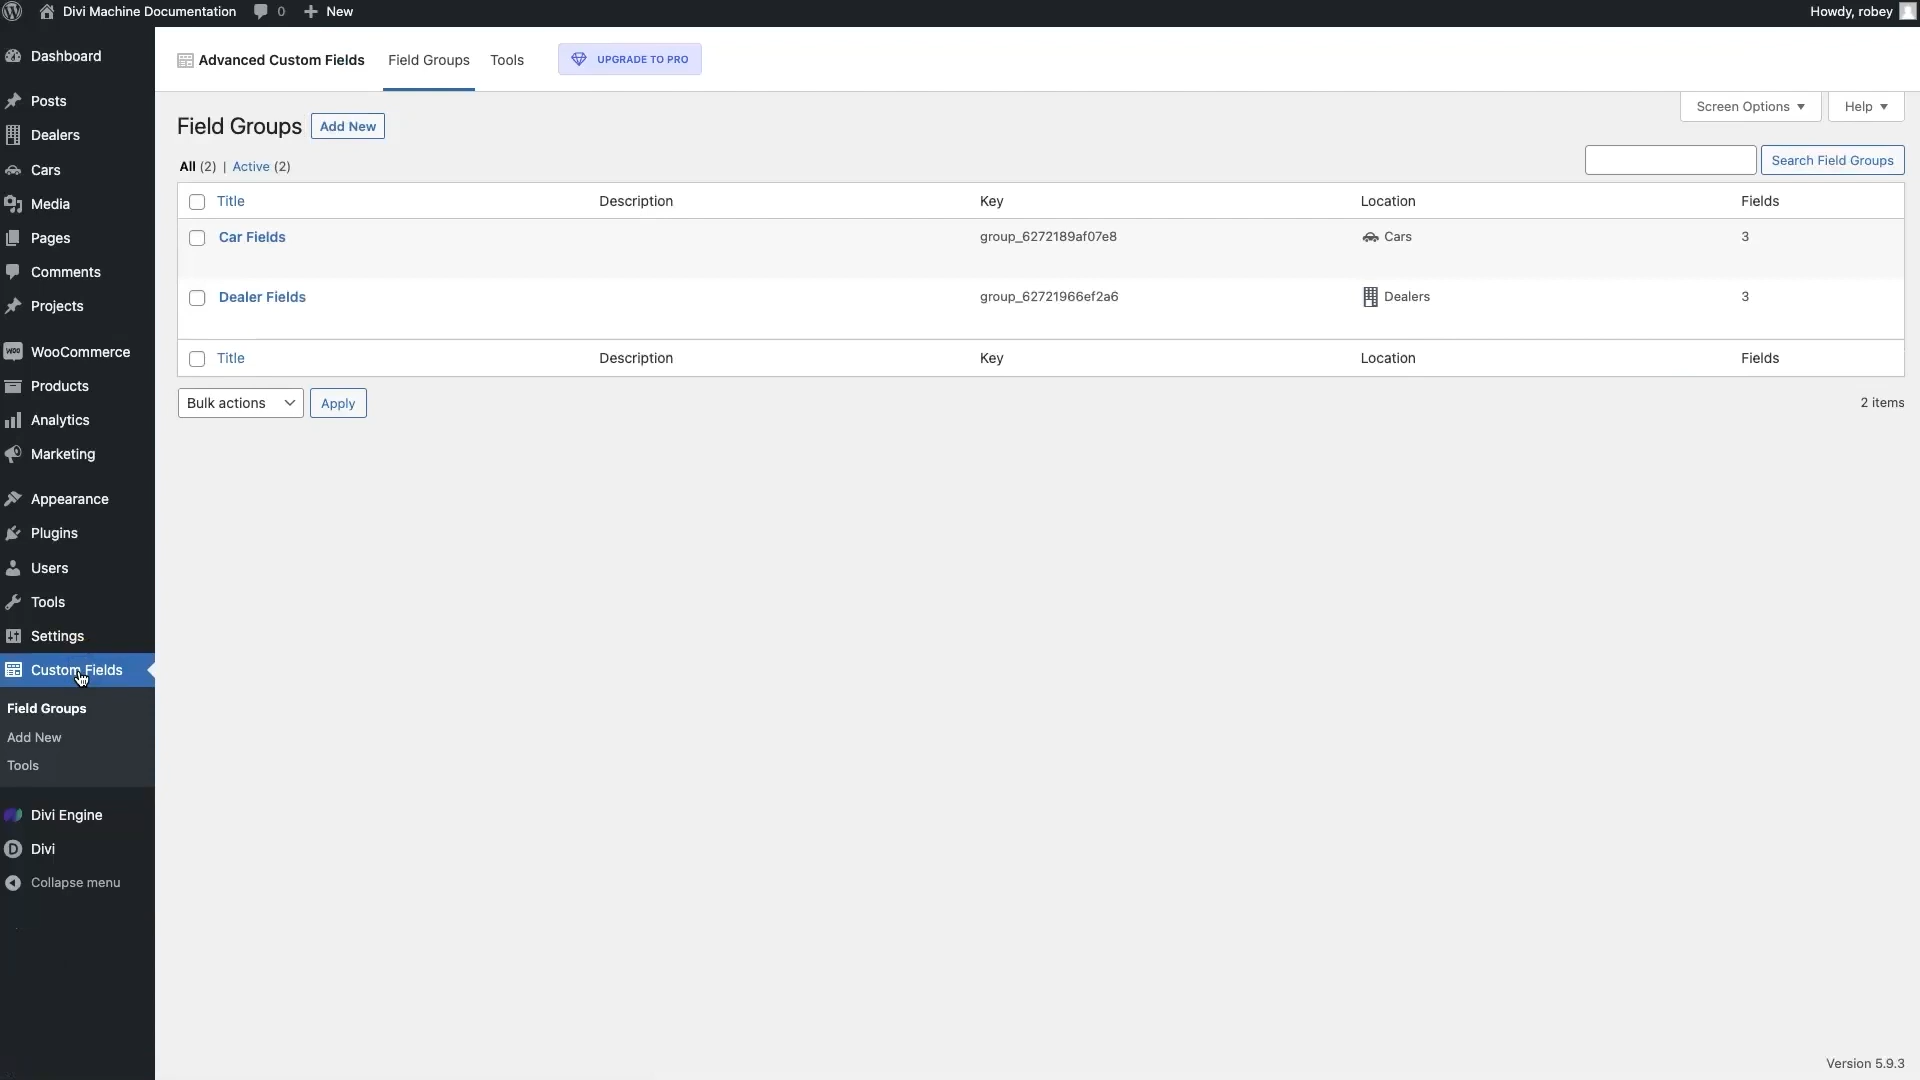 Divi Machine Documentation 0 New Howdy, robey
Dashboard
Posts
Dealers
Cars
Media
Pages
Comments
Projects
WOO WooCommerce
Products
Analytics
Marketing
Appearance
Plugins
Users
Tools
Settings
Custom Fields
Field Groups
Add New
Tools
Divi Engine
D Divi
Collapse menu
Advanced Custom Fields Field Groups Tools UPGRADE TO PRO
Screen Options Help
Field Groups Add New
All (2) | Active (2)
Search Field Groups
Title Description Key Location Fields
Car Fields group_6272189af07e8 Cars 3
Dealer Fields group_62721966ef2a6 Dealers 3
Title Description Key Location Fields
Bulk actions Apply 2 items
Version 5.9.3